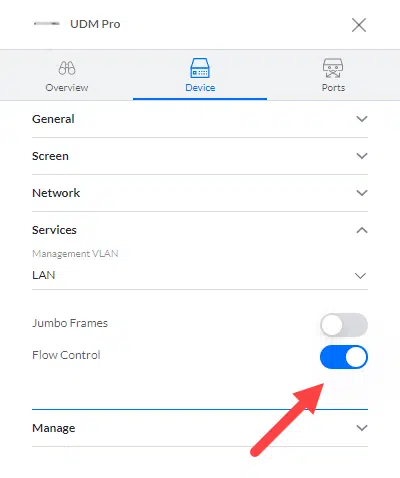 UDM Pro
Overview
Device
Ports
General
Screen
Network
Services
Management VLAN
LAN
Jumbo Frames
Flow Control
Manage